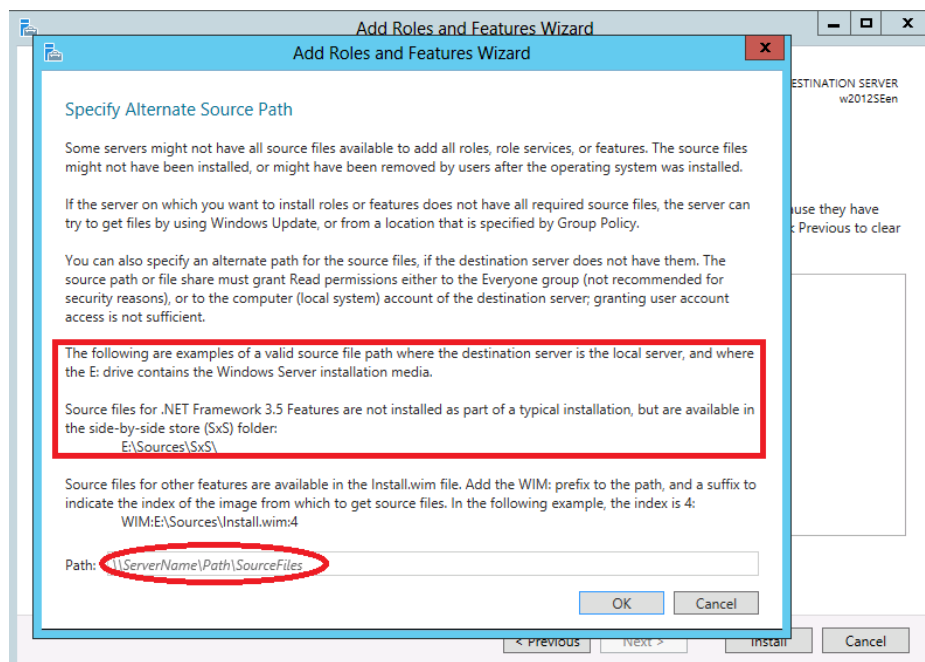 Add Roles and Features Wizard
Add Roles and Features Wizard
x
ESTINATION SERVER
w2012SEen
Specify Alternate Source Path
Some servers might not have all source files available to add all roles, role services, or features. The source files
might not have been installed, or might have been removed by users after the operating system was installed.
If the server on which you want to install roles or features does not have all required source files, the server can
try to get files by using Windows Update, or from a location that is specified by Group Policy.
ause they have
Previous to clear
You can also specify an alternate path for the source files, if the destination server does not have them. The
source path or file share must grant Read permissions either to the Everyone group (not recommended for
security reasons), or to the computer (local system) account of the destination server; granting user account
access is not sufficient.
The following are examples of a valid source file path where the destination server is the local server, and where
the E: drive contains the Windows Server installation media.
Source files for .NET Framework 3.5 Features are not installed as part of a typical installation, but are available in
the side-by-side store (SxS) folder:
E:\Sources\SxS\
Source files for other features are available in the Install.wim file. Add the WIM: prefix to the path, and a suffix to
indicate the index of the image from which to get source files. In the following example, the index is 4:
WIM:E:\Sources\Install.wim:4
Path: \\ServerName\Path\SourceFiles
OK Cancel
< Previous Next > Install Cancel